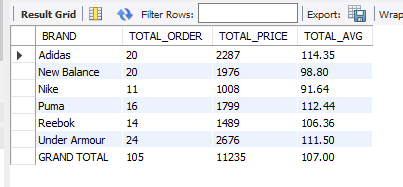 Result Grid Filter Rows: Export: Wrap
BRAND TOTAL_ORDER TOTAL_PRICE TOTAL_AVG
Adidas 20 2287 114.35
New Balance 20 1976 98.80
Nike 11 1008 91.64
Puma 16 1799 112.44
Reebok 14 1489 106.36
Under Armour 24 2676 111.50
GRAND TOTAL 105 11235 107.00